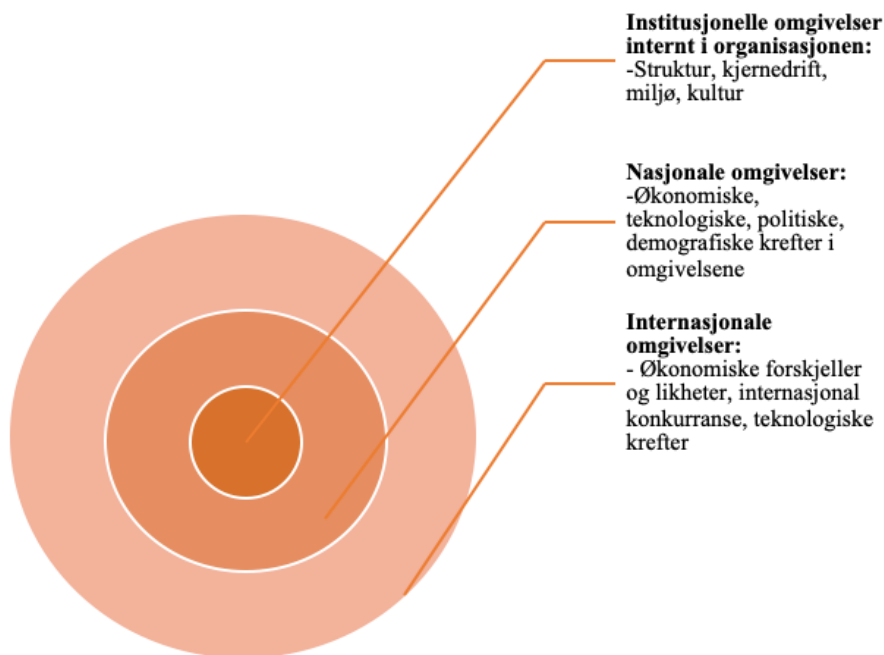 Institusjonelle omgivelser
internt i organisasjonen:
-Struktur, kjernedrift,
miljø, kultur
Nasjonale omgivelser:
-Økonomiske,
teknologiske, politiske,
demografiske krefter i
omgivelsene
Internasjonale
omgivelser:
- Økonomiske forskjeller
og likheter, internasjonal
konkurranse, teknologiske
krefter